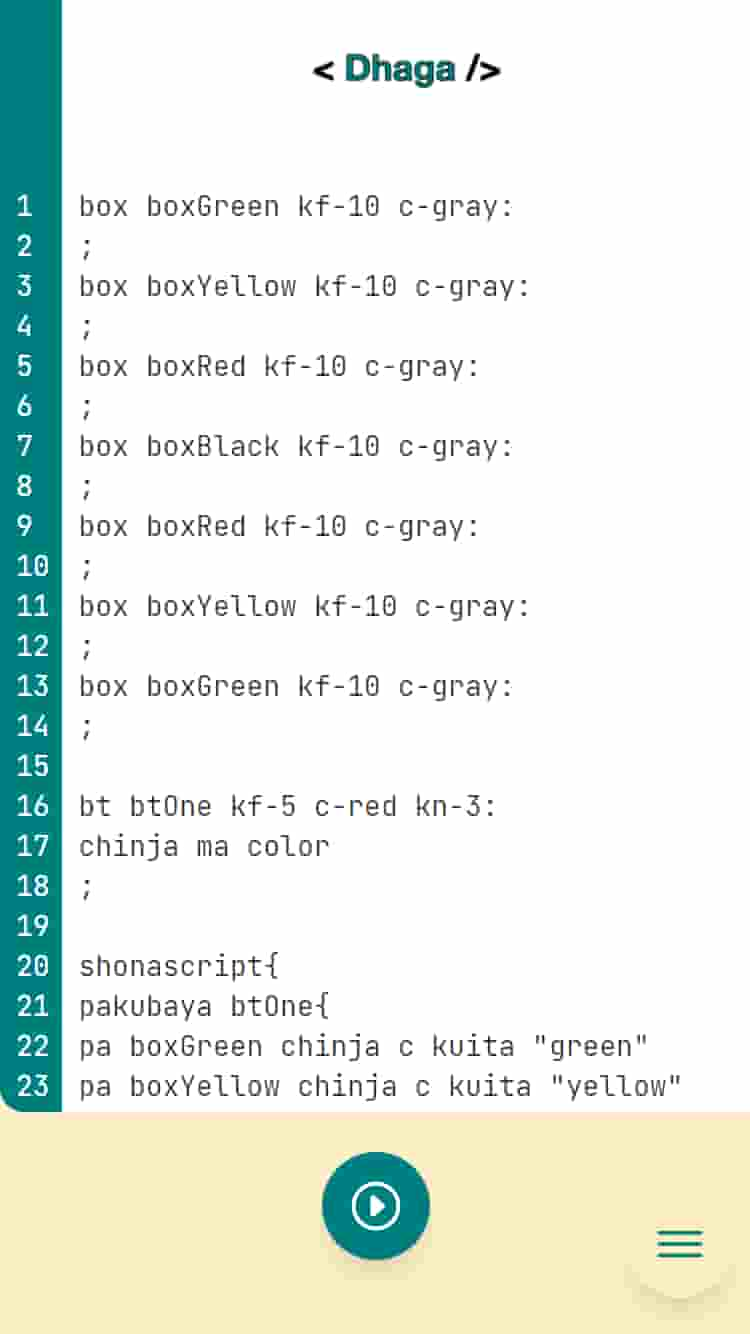 < Dhaga />
1 box boxGreen kf-10 c-gray:
2 ;
3 box boxYellow kf-10 c-gray:
4 ;
5 box boxRed kf-10 c-gray:
6 ;
7 box boxBlack kf-10 c-gray:
8 ;
9 box boxRed kf-10 c-gray:
10 ;
11 box boxYellow kf-10 c-gray:
12 ;
13 box boxGreen kf-10 c-gray:
14 ;
15
16 bt btOne kf-5 c-red kn-3:
17 chinja ma color
18 ;
19
20 shonascript{
21 pakubaya btOne{
22 pa boxGreen chinja c kuita "green"
23 pa boxYellow chinja c kuita "yellow"